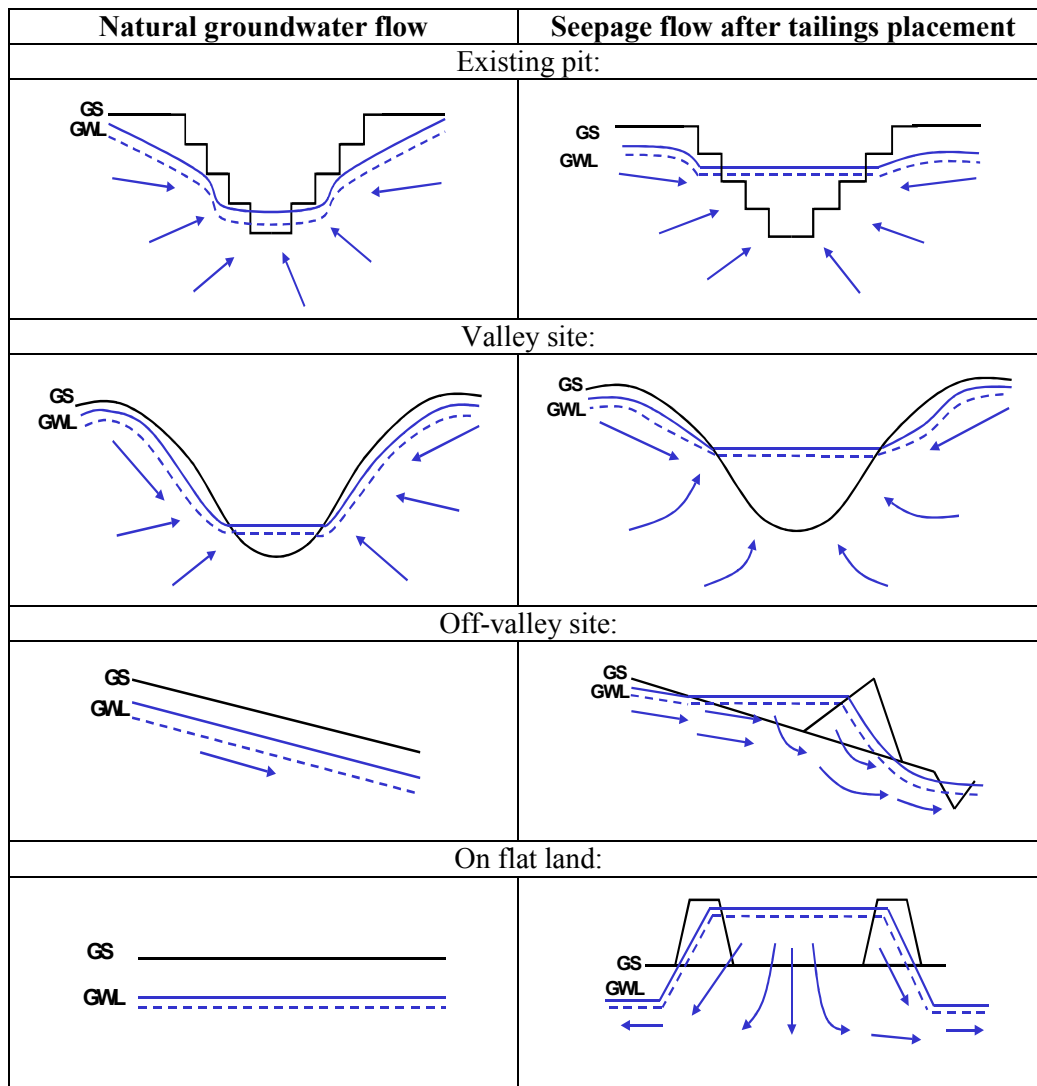 Natural groundwater flow
Seepage flow after tailings placement
Existing pit:
GS
GWL
GS
GWL
Valley site:
GS
GWL
GS
GWL
Off-valley site:
GS
GWL
GS
GWL
On flat land:
GS
GWL
GS
GWL